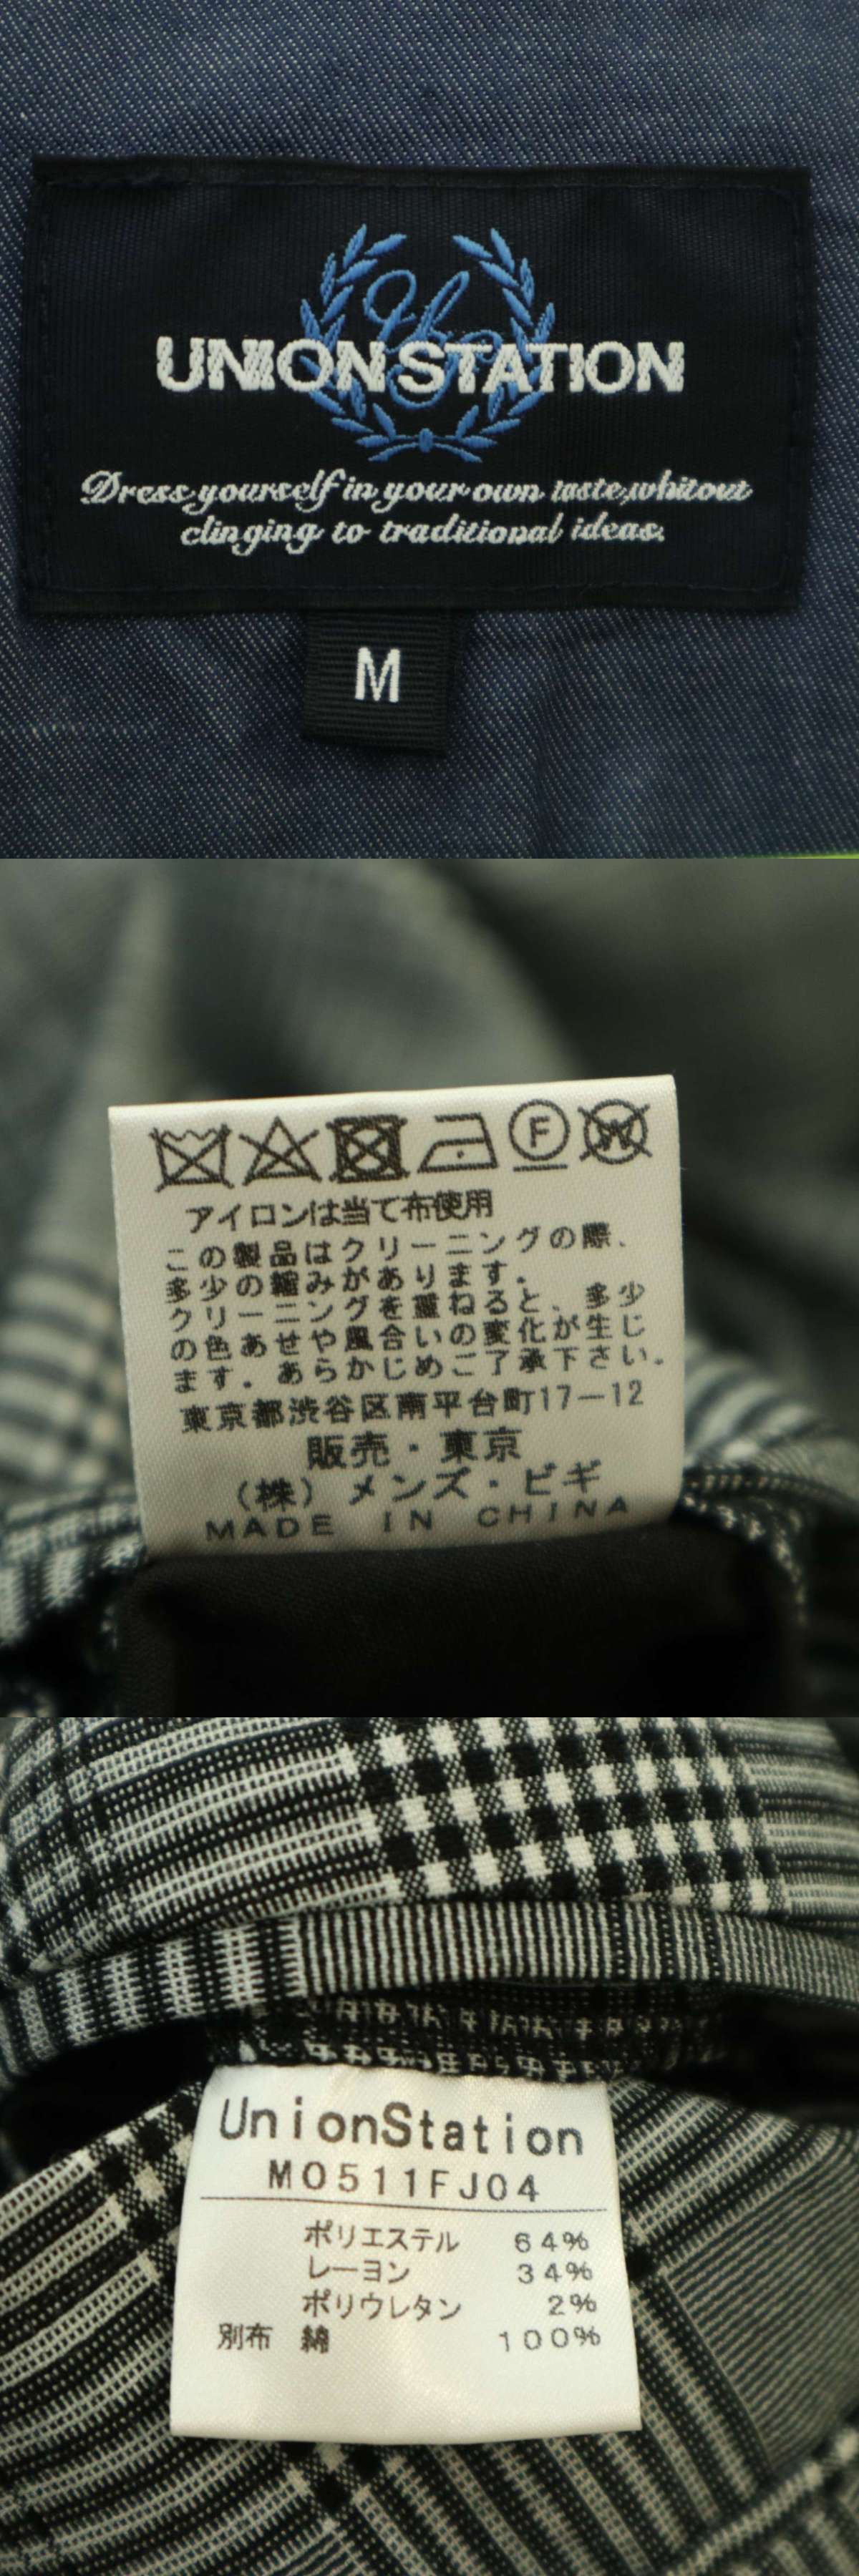 UNION STATION
Dress yourself in your own taste,whitout
clinging to traditional ideas.
M
F
W
アイロンは当て布使用
この製品はクリーニングの際、
多少の縮みがあります。
クリーニングを重ねると、多少
の色あせや風合いの変化が生じ
ます。あらかじめご了承下さい。
東京都渋谷区南平台町17－12
販売・東京
（株）メンズ・ビギ
MADE IN CHINA
UnionStation
MO511FJ04
ポリエステル 64%
レーヨン 34%
ポリウレタン 2%
別布 綿 100%